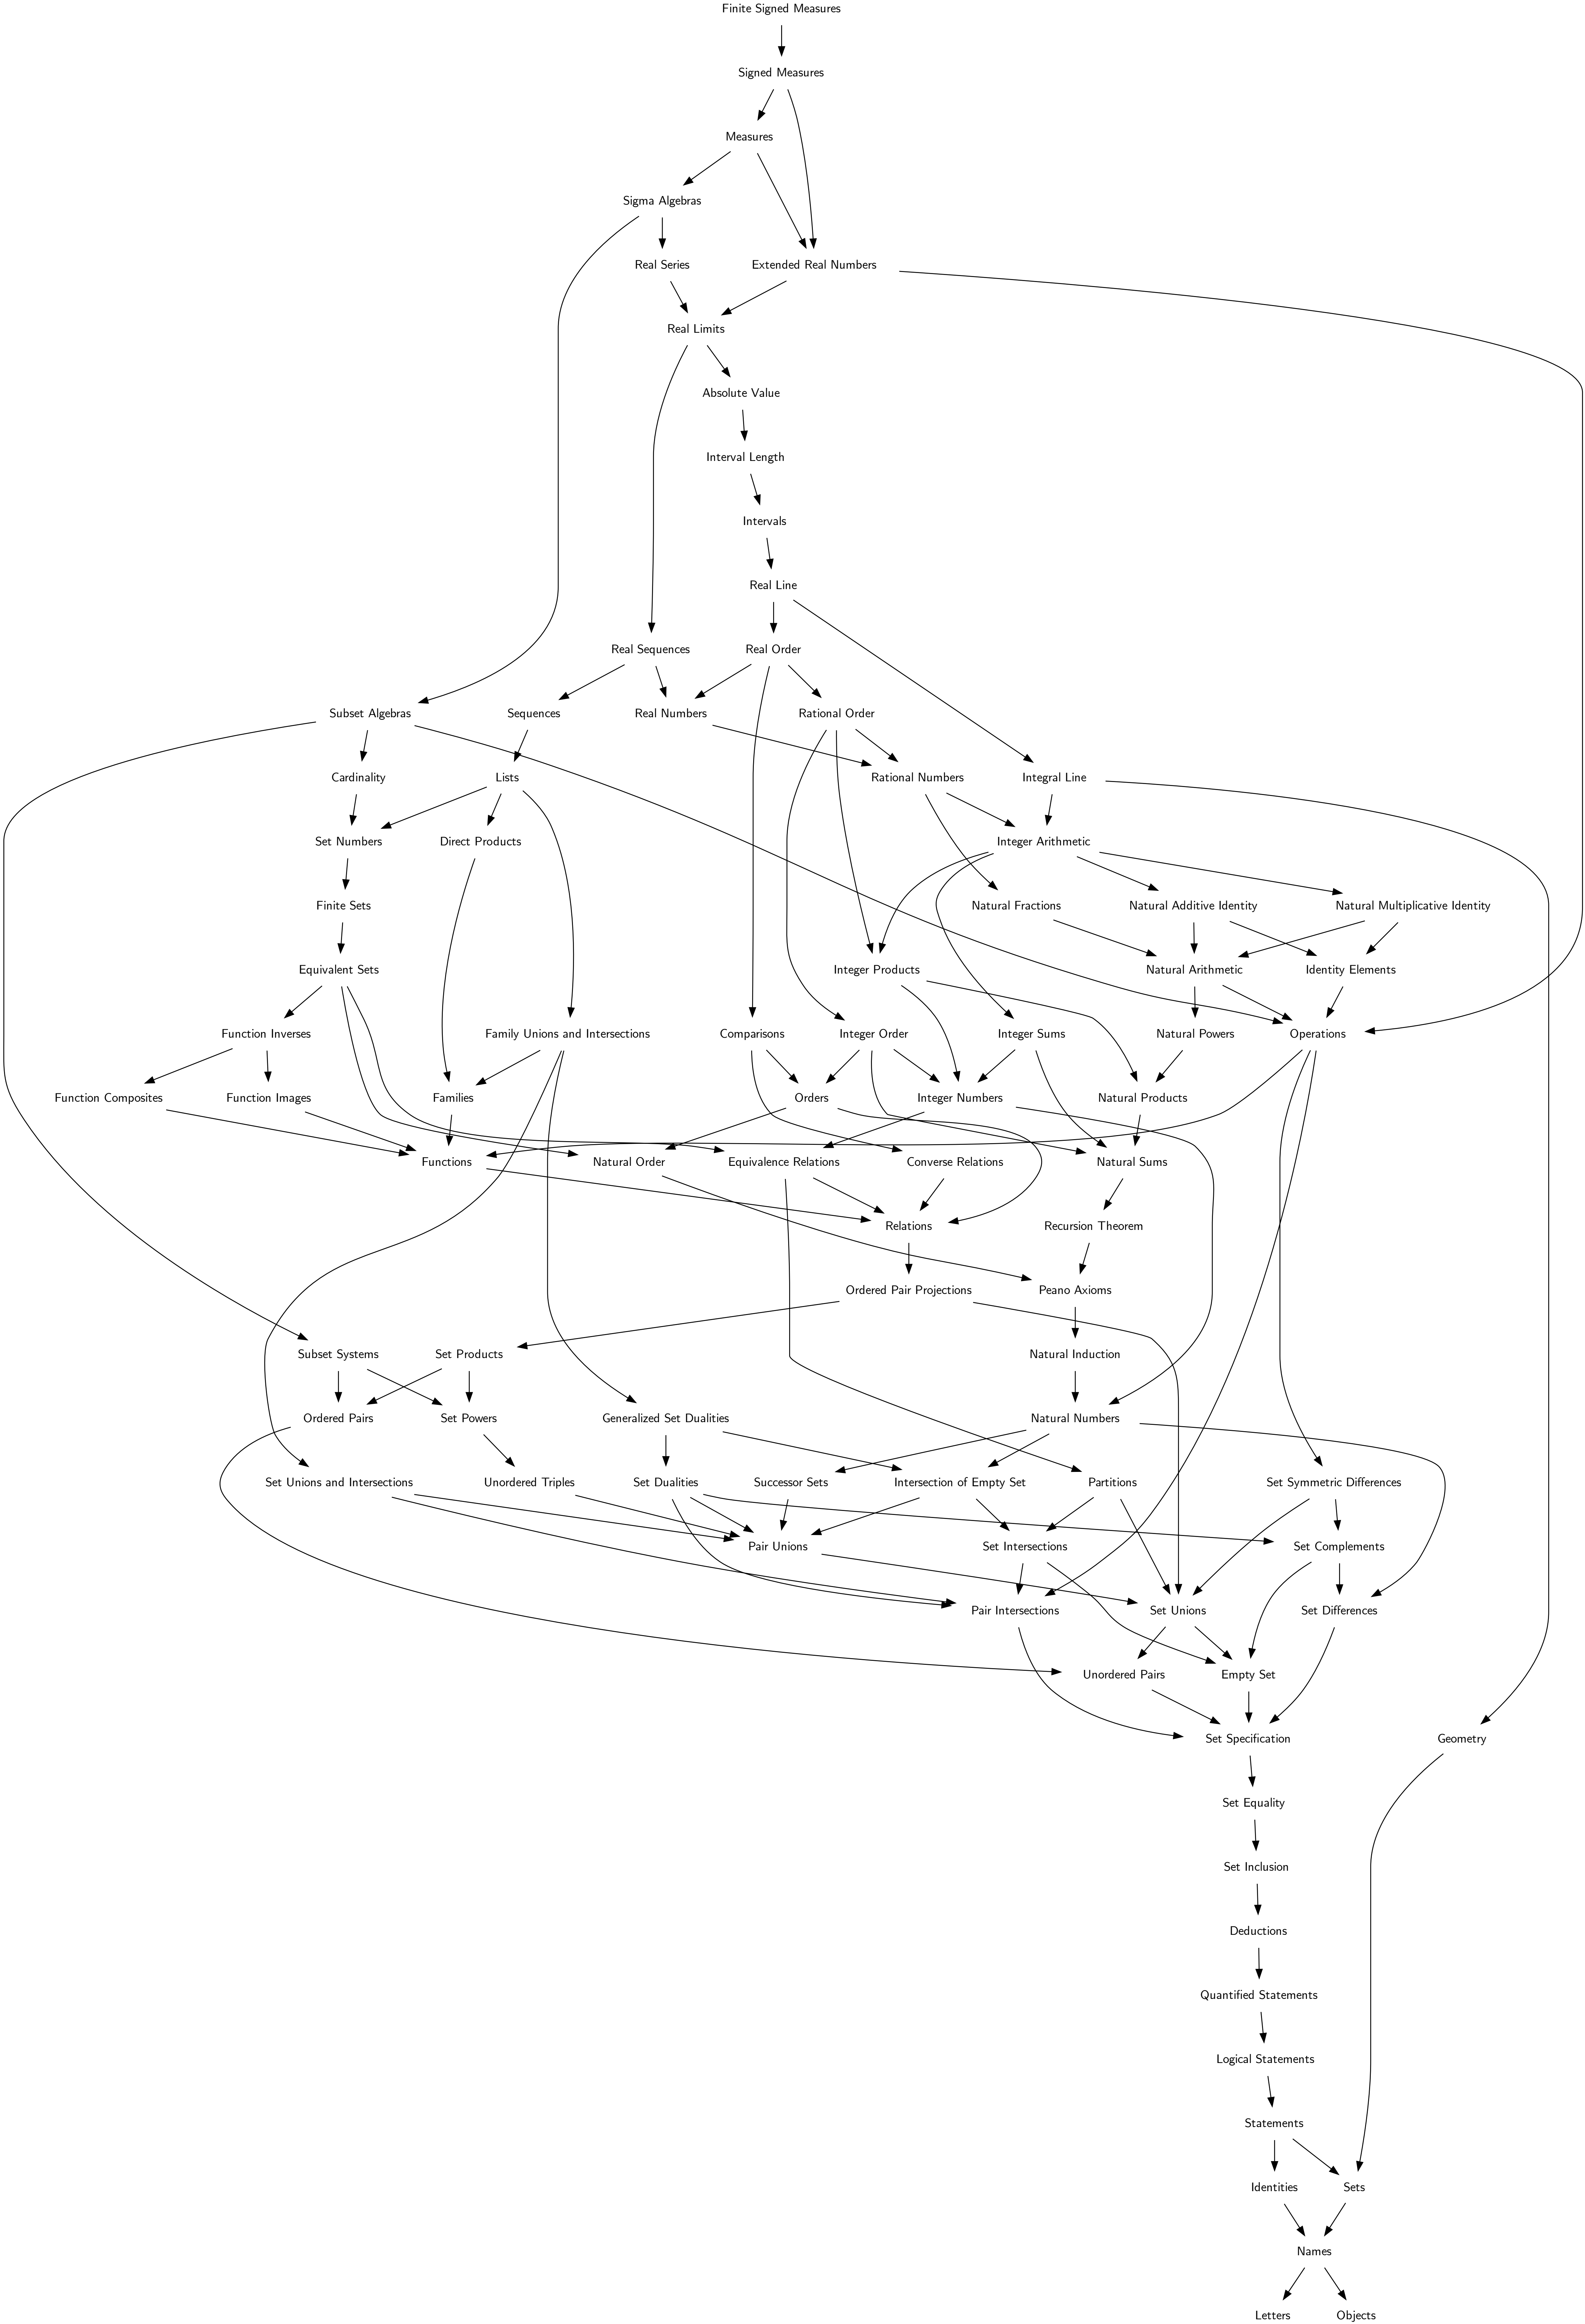 Finite Signed Measures
Signed Measures
Measures
Sigma Algebras
Real Series
Extended Real Numbers
Real Limits
Absolute Value
Interval Length
Intervals
Real Line
Real Sequences
Real Order
Subset Algebras
Sequences
Real Numbers
Rational Order
Cardinality
Lists
Rational Numbers
Integral Line
Set Numbers
Direct Products
Integer Arithmetic
Finite Sets
Natural Fractions
Natural Additive Identity
Natural Multiplicative Identity
Equivalent Sets
Integer Products
Natural Arithmetic
Identity Elements
Function Inverses
Family Unions and Intersections
Comparisons
Integer Order
Integer Sums
Natural Powers
Operations
Function Composites
Function Images
Families
Orders
Integer Numbers
Natural Products
Functions
Natural Order
Equivalence Relations
Converse Relations
Natural Sums
Relations
Recursion Theorem
Ordered Pair Projections
Peano Axioms
Subset Systems
Set Products
Natural Induction
Ordered Pairs
Set Powers
Generalized Set Dualities
Natural Numbers
Set Unions and Intersections
Unordered Triples
Set Dualities
Successor Sets
Intersection of Empty Set
Partitions
Set Symmetric Differences
Pair Unions
Set Intersections
Set Complements
Pair Intersections
Set Unions
Set Differences
Unordered Pairs
Empty Set
Set Specification
Geometry
Set Equality
Set Inclusion
Deductions
Quantified Statements
Logical Statements
Statements
Identities
Sets
Names
Letters
Objects